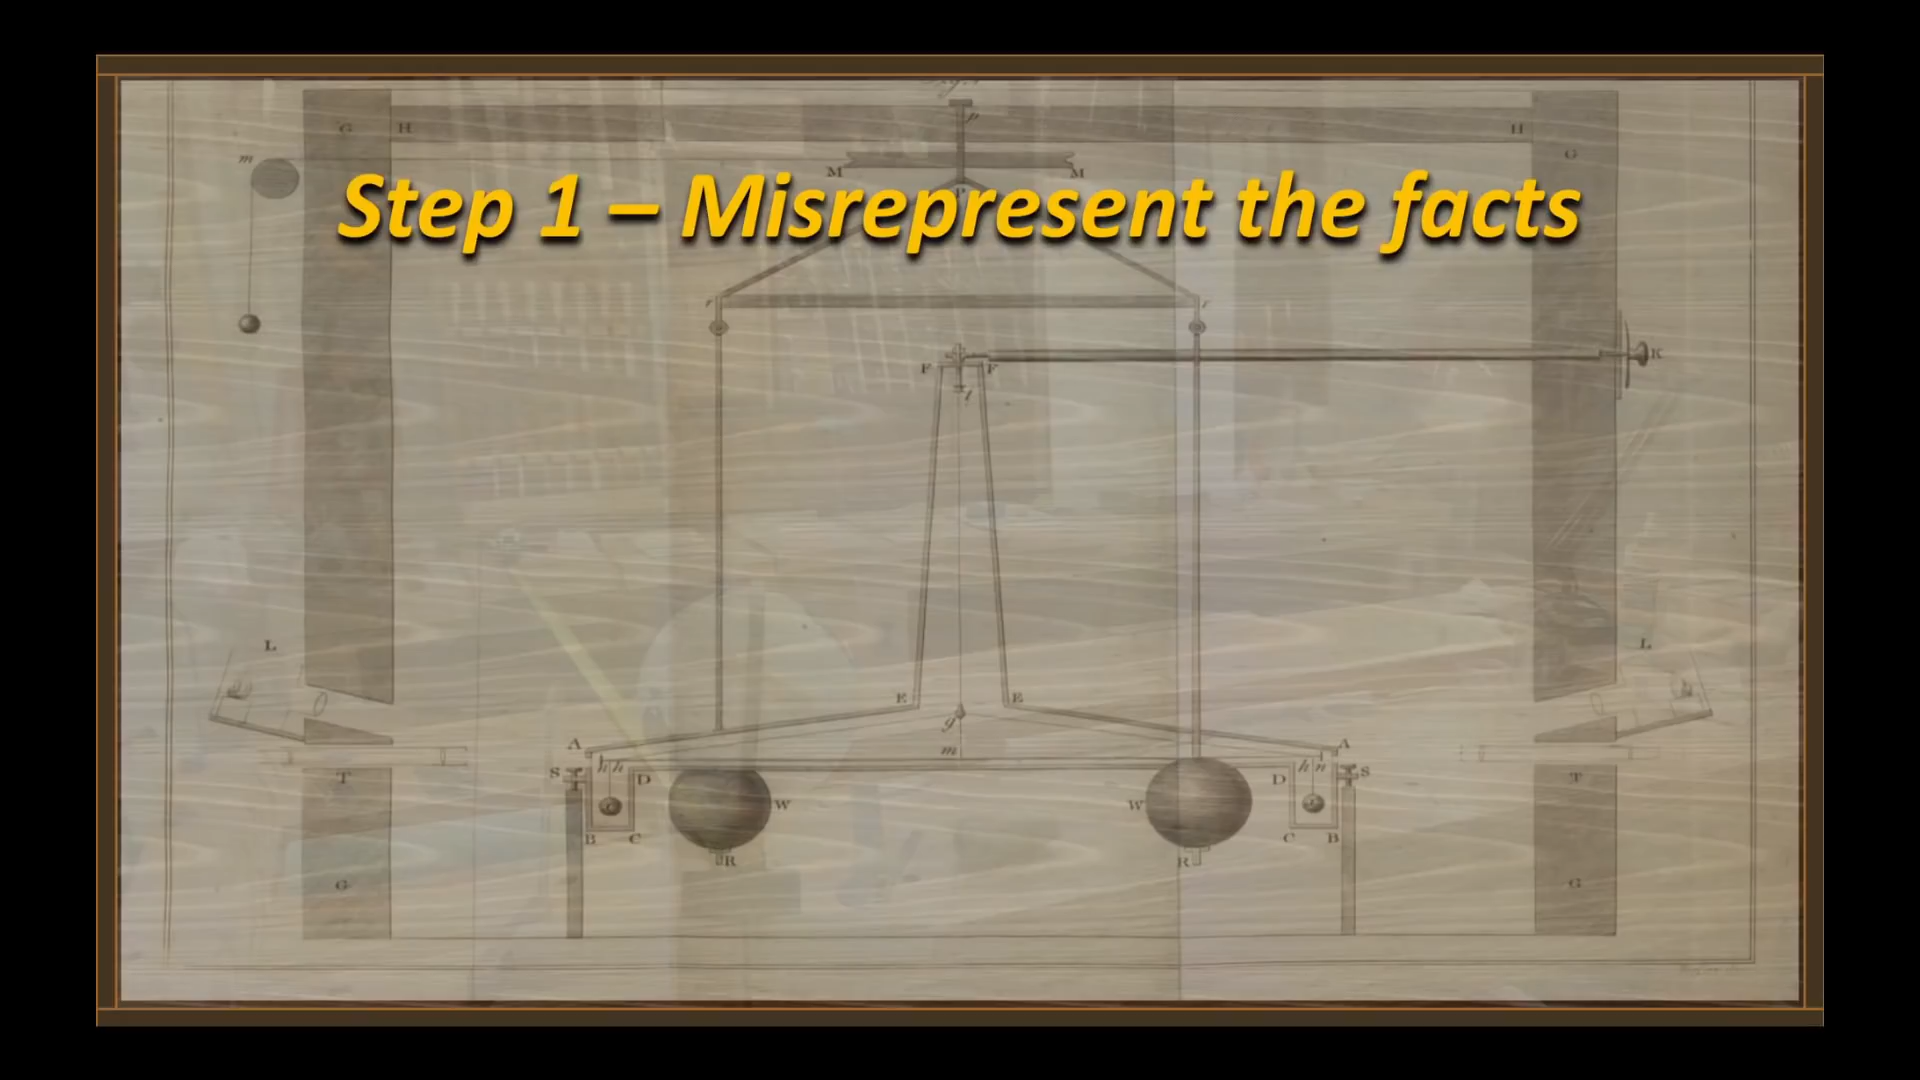 Step 1 – Misrepresent the facts
G H H G
m
M M
p
P
r r
F F
l
K
L L
E E
g
m
A A
S h h D D h n S
T T
W W
B C C B
R R
G G